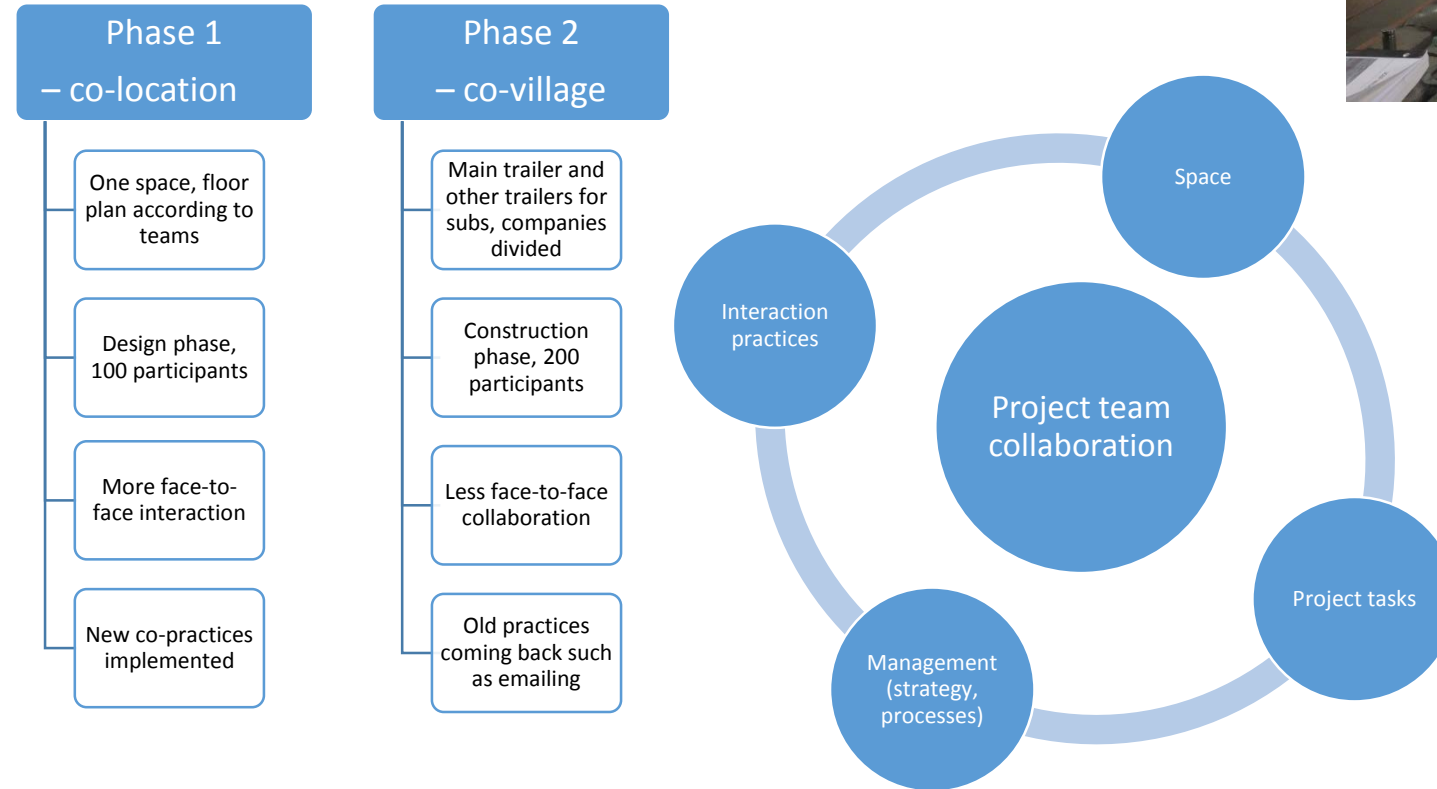 Phase 1
– co-location
One space, floor
plan according to
teams
Design phase,
100 participants
More face-to-
face interaction
New co-practices
implemented
Phase 2
– co-village
Main trailer and
other trailers for
subs, companies
divided
Construction
phase, 200
participants
Less face-to-face
collaboration
Old practices
coming back such
as emailing
Space
Interaction
practices
Project team
collaboration
Project tasks
Management
(strategy,
processes)